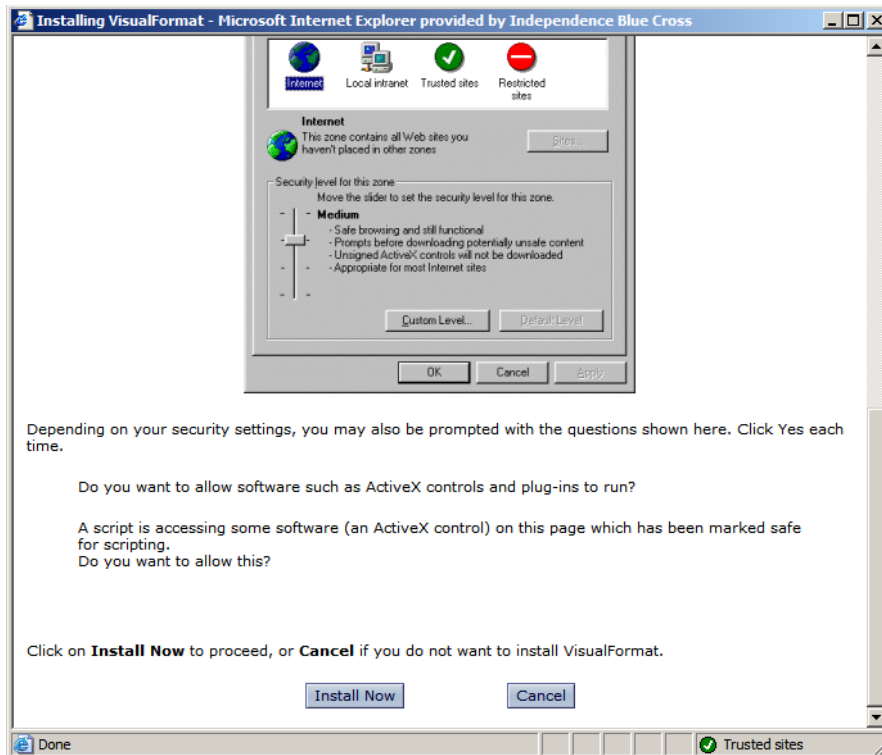 Installing VisualFormat - Microsoft Internet Explorer provided by Independence Blue Cross
Internet Local intranet Trusted sites Restricted
sites
Internet
This zone contains all Web sites you
haven't placed in other zones
Sites...
Security level for this zone
Move the slider to set the security level for this zone.
Medium
- Safe browsing and still functional
- Prompts before downloading potentially unsafe content
- Unsigned ActiveX controls will not be downloaded
- Appropriate for most Internet sites
Custom Level... Default Level
OK Cancel Apply
Depending on your security settings, you may also be prompted with the questions shown here. Click Yes each
time.
Do you want to allow software such as ActiveX controls and plug-ins to run?
A script is accessing some software (an ActiveX control) on this page which has been marked safe
for scripting.
Do you want to allow this?
Click on Install Now to proceed, or Cancel if you do not want to install VisualFormat.
Install Now Cancel
Done Trusted sites